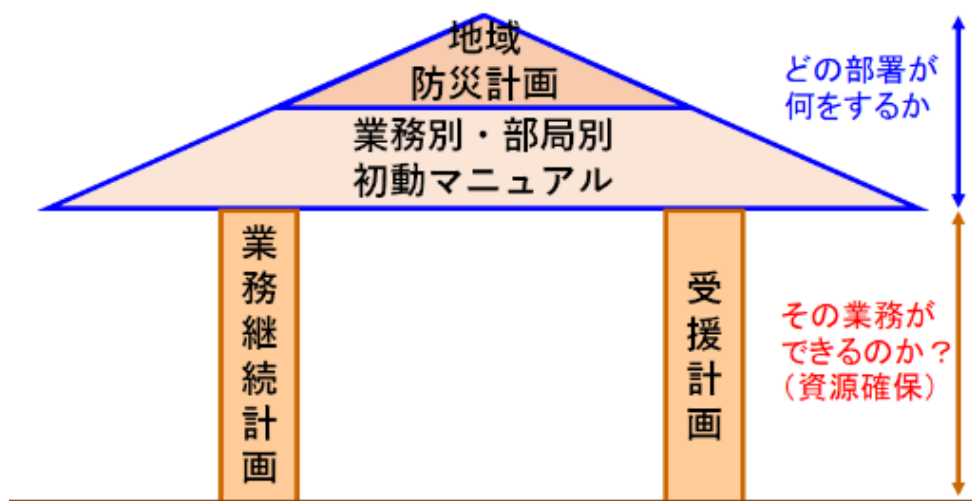 地域
防災計画
業務別・部局別
初動マニュアル
どの部署が
何をするか
業務継続計画
受援計画
その業務が
できるのか？
（資源確保）